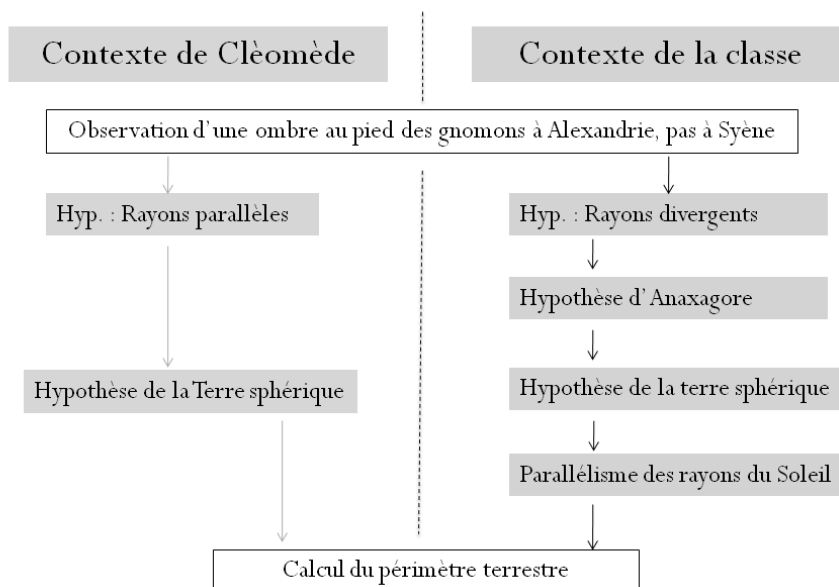 Contexte de Clèomède
Contexte de la classe
Observation d'une ombre au pied des gnomons à Alexandrie, pas à Syène
Hyp. : Rayons parallèles
Hyp. : Rayons divergents
Hypothèse d'Anaxagore
Hypothèse de la Terre sphérique
Hypothèse de la terre sphérique
Parallélisme des rayons du Soleil
Calcul du périmètre terrestre